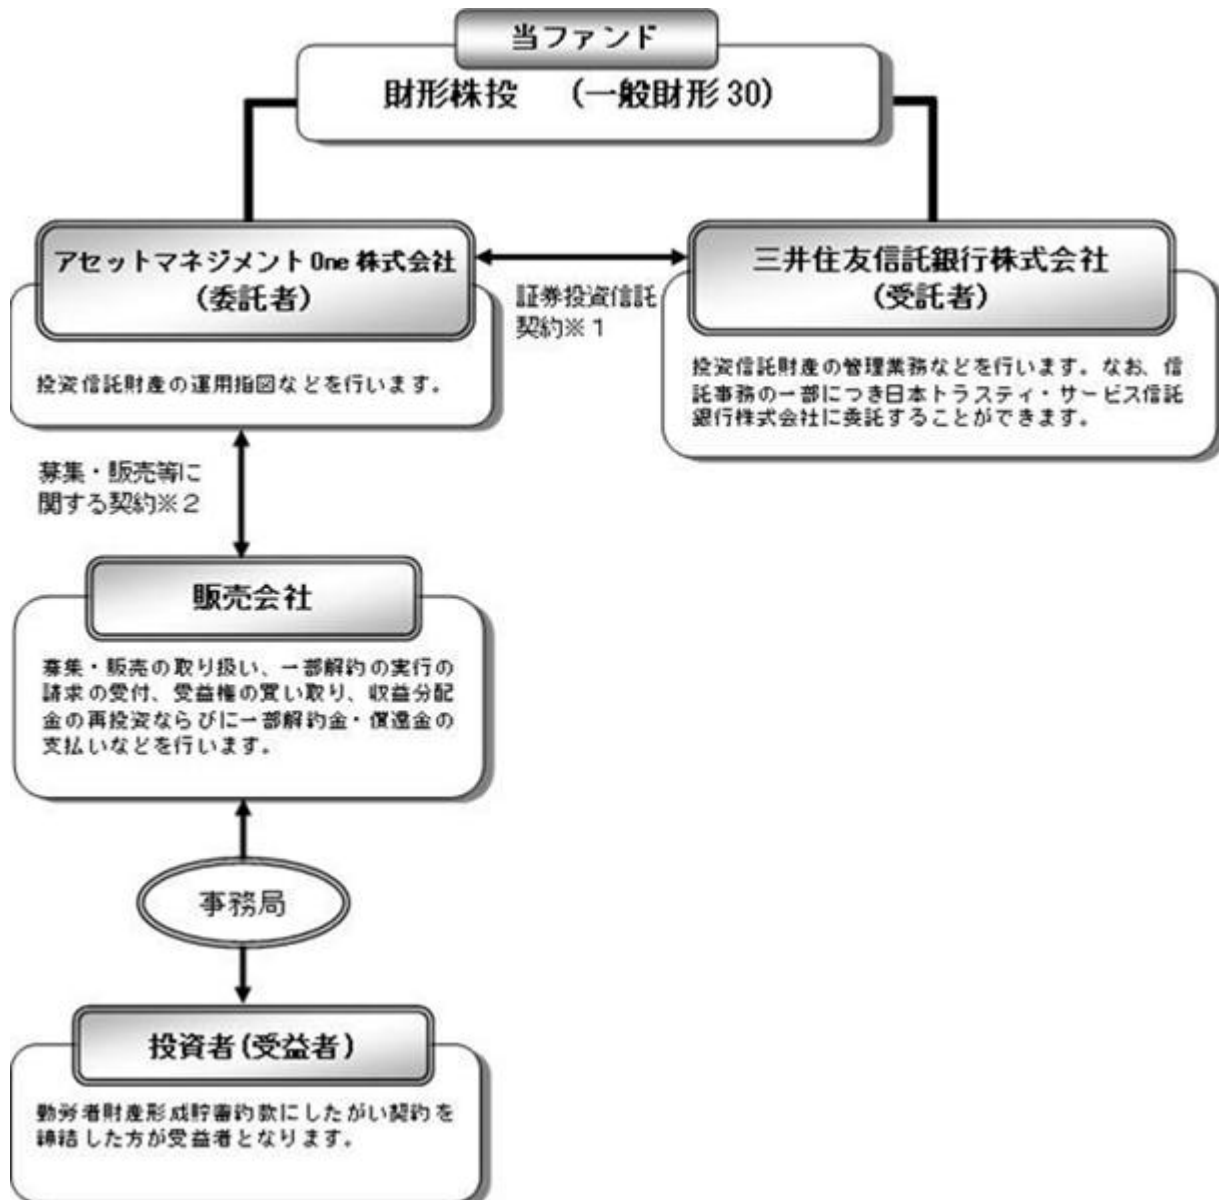 当ファンド
財形株投 (一般財形30)
アセットマネジメントOne株式会社
(委託者)
投資信託財産の運用指図などを行います。
証券投資信託
契約※1
三井住友信託銀行株式会社
(受託者)
投資信託財産の管理業務などを行います。なお、信
託事務の一部につき日本トラスティ・サービス信託
銀行株式会社に委託することができます。
募集・販売等に
関する契約※2
販売会社
募集・販売の取り扱い、一部解約の実行の
請求の受付、受益権の買い取り、収益分配
金の再投資ならびに一部解約金・償還金の
支払いなどを行います。
事務局
投資者(受益者)
勤労者財産形成貯蓄約款にしたがい契約を
締結した方が受益者となります。